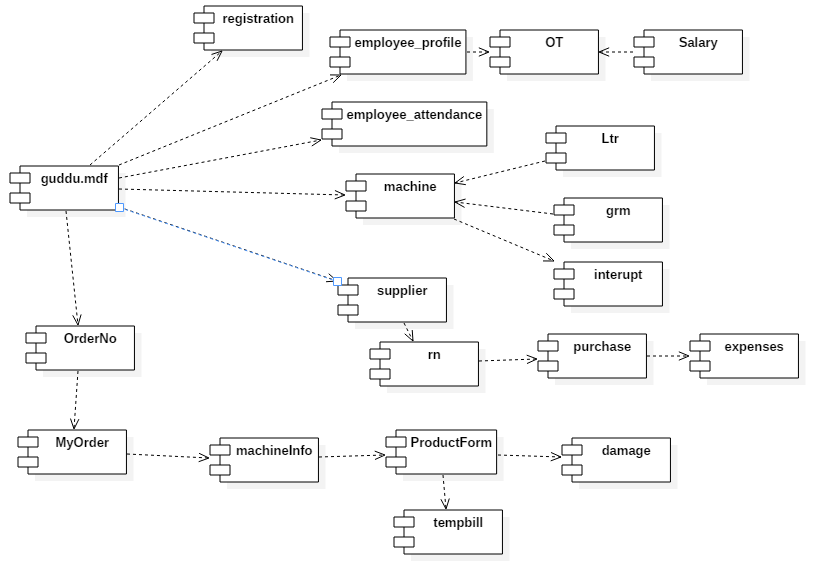 registration
employee_profile
OT
Salary
employee_attendance
Ltr
guddu.mdf
machine
grm
interupt
supplier
OrderNo
rn
purchase
expenses
MyOrder
machineInfo
ProductForm
damage
tempbill